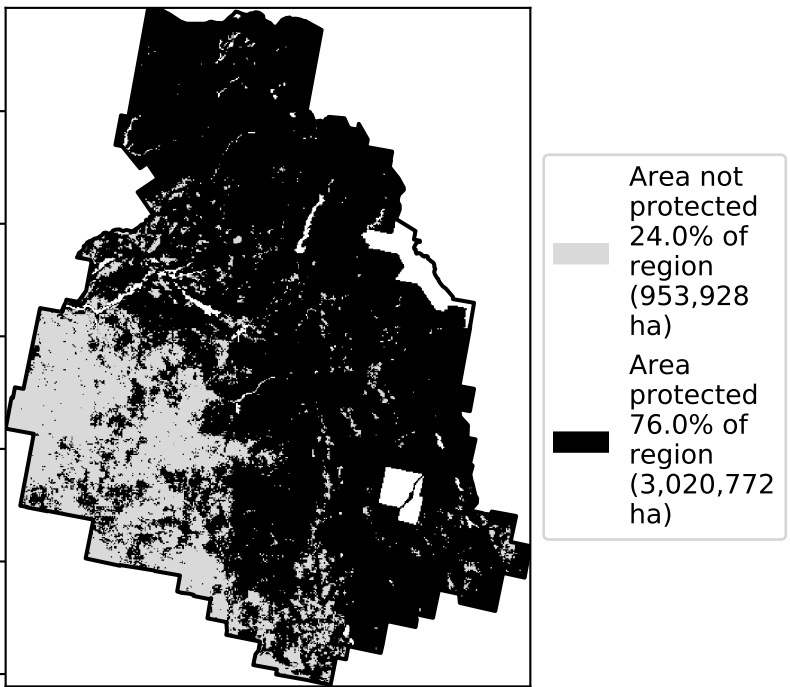 Area not
protected
24.0% of
region
(953,928
ha)
Area
protected
76.0% of
region
(3,020,772
ha)